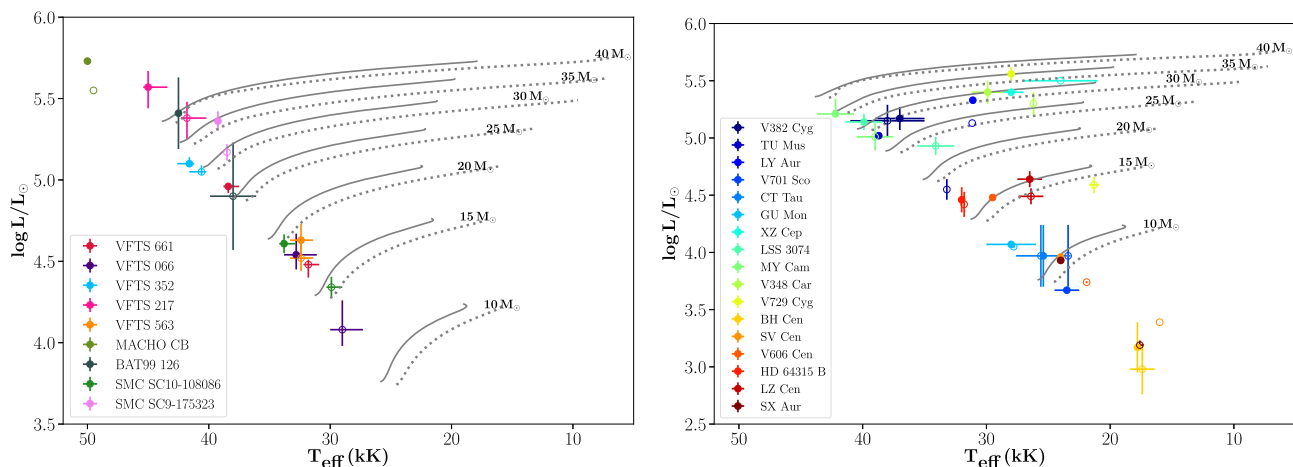 6.0
5.5
5.0
4.5
4.0
3.5
log L/L⊙
50
40
30
20
10
T_eff (kK)
40 M⊙
35 M⊙
30 M⊙
25 M⊙
20 M⊙
15 M⊙
10 M⊙
VFTS 661
VFTS 066
VFTS 352
VFTS 217
VFTS 563
MACHO CB
BAT99 126
SMC SC10-108086
SMC SC9-175323
6.0
5.5
5.0
4.5
4.0
3.5
3.0
2.5
log L/L⊙
50
40
30
20
10
T_eff (kK)
40 M⊙
35 M⊙
30 M⊙
25 M⊙
20 M⊙
15 M⊙
10 M⊙
V382 Cyg
TU Mus
LY Aur
V701 Sco
CT Tau
GU Mon
XZ Cep
LSS 3074
MY Cam
V348 Car
V729 Cyg
BH Cen
SV Cen
V606 Cen
HD 64315 B
LZ Cen
SX Aur